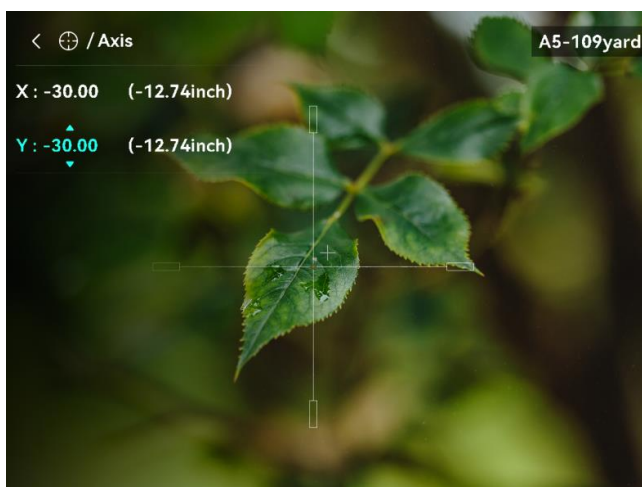 / Axis
A5-109yard
X : -30.00 (-12.74inch)
Y : -30.00 (-12.74inch)